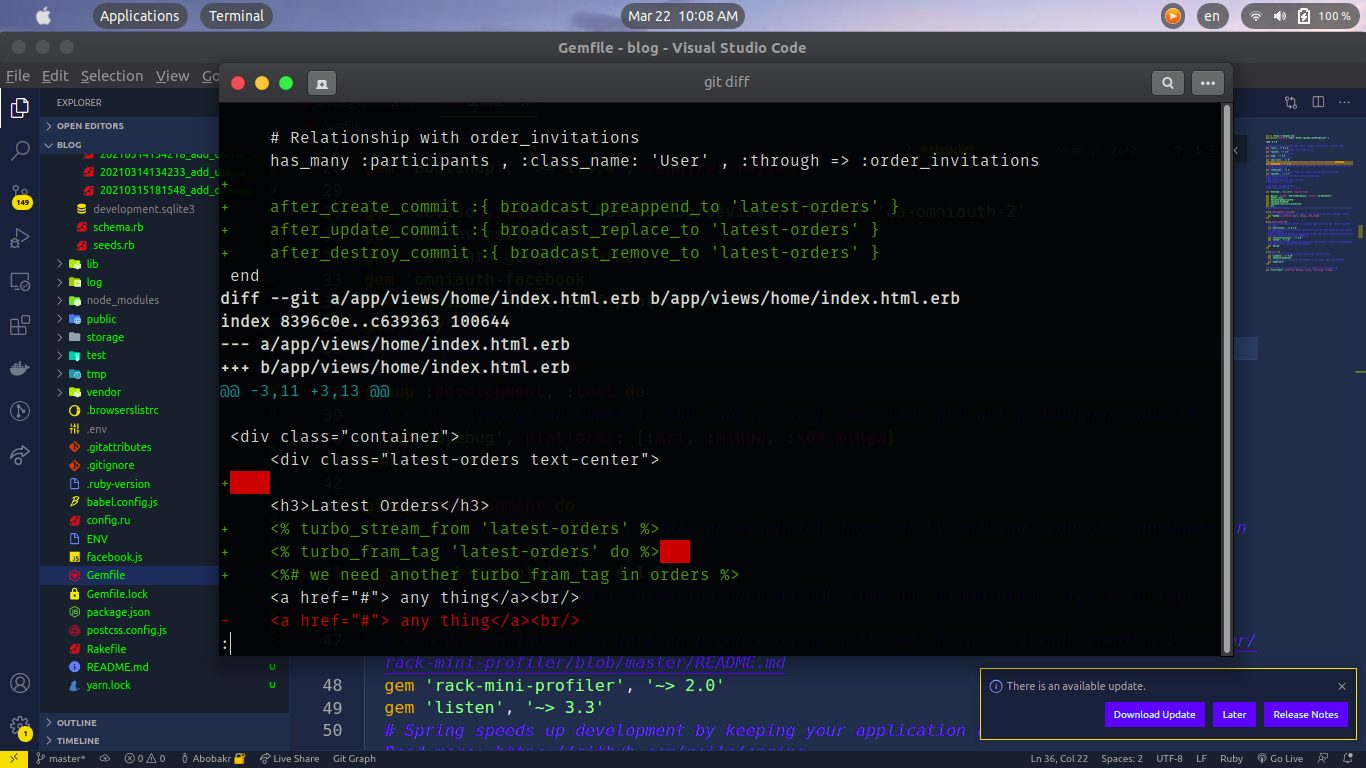 Applications
Terminal
Mar 22 10:08 AM
en
100 %
Gemfile - blog - Visual Studio Code
File Edit Selection View Go
git diff
EXPLORER
OPEN EDITORS
BLOG
20210314134218_add_
20210314134233_add_
20210315181548_add_
development.sqlite3
schema.rb
seeds.rb
lib
log
node_modules
public
storage
test
tmp
vendor
.browserslistrc
.env
.gitattributes
.gitignore
.ruby-version
babel.config.js
config.ru
ENV
facebook.js
Gemfile
Gemfile.lock
package.json
postcss.config.js
Rakefile
README.md U
yarn.lock U
OUTLINE
TIMELINE
149
1
# Relationship with order_invitations
has_many :participants , :class_name: 'User' , :through => :order_invitations
+
+ after_create_commit :{ broadcast_preappend_to 'latest-orders' }
+ after_update_commit :{ broadcast_replace_to 'latest-orders' }
+ after_destroy_commit :{ broadcast_remove_to 'latest-orders' }
end
diff --git a/app/views/home/index.html.erb b/app/views/home/index.html.erb
index 8396c0e..c639363 100644
--- a/app/views/home/index.html.erb
+++ b/app/views/home/index.html.erb
@@ -3,11 +3,13 @@
<div class="container">
<div class="latest-orders text-center">
+
<h3>Latest Orders</h3>
+ <% turbo_stream_from 'latest-orders' %>
+ <% turbo_fram_tag 'latest-orders' do %>
+ <%# we need another turbo_fram_tag in orders %>
<a href="#"> any thing</a><br/>
- <a href="#"> any thing</a><br/>
:
rack-mini-profiler/blob/master/README.md
48 gem 'rack-mini-profiler', '~> 2.0'
49 gem 'listen', '~> 3.3'
50 # Spring speeds up development by keeping your application
There is an available update.
Download Update
Later
Release Notes
master*
0 0
Abobakr
Live Share
Git Graph
Ln 36, Col 22
Spaces: 2
UTF-8
LF
Ruby
Go Live